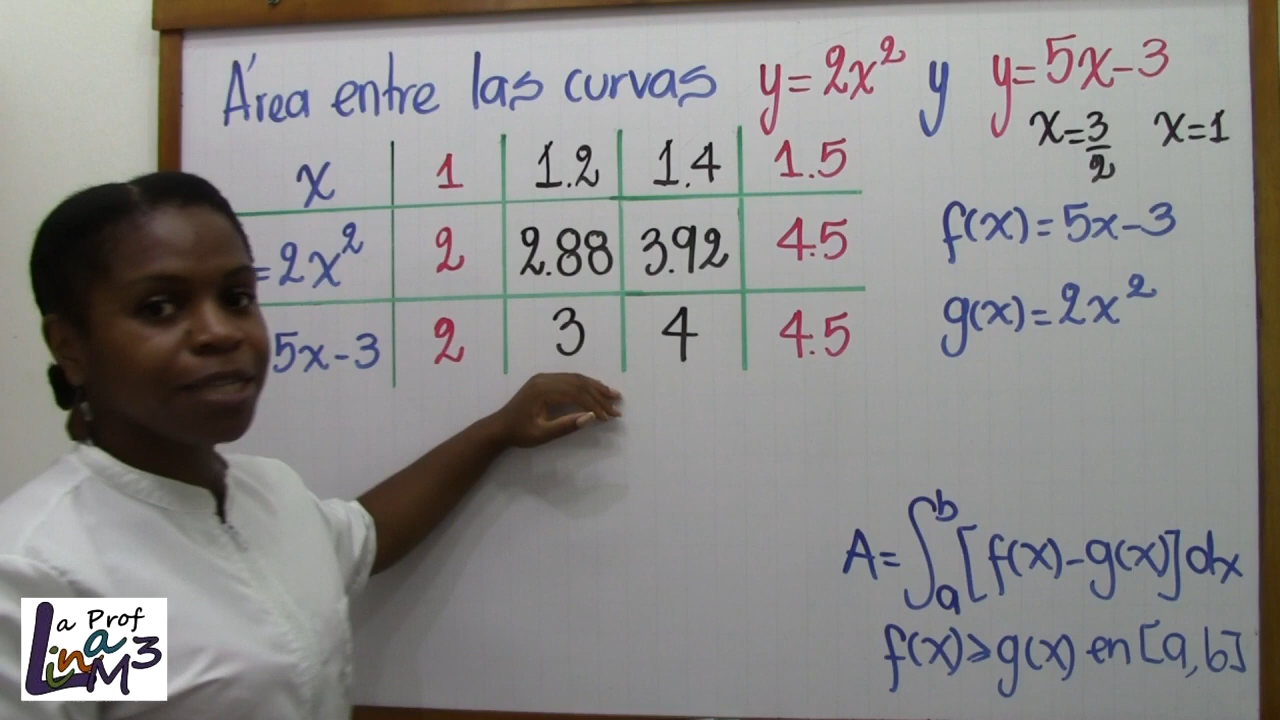 Área entre las curvas y=2x² y y=5x-3
x=3/2 x=1
x 1 1.2 1.4 1.5
=2x² 2 2.88 3.92 4.5
5x-3 2 3 4 4.5
f(x)=5x-3
g(x)=2x²
A=∫ₐᵇ[f(x)-g(x)]dx
f(x)≥g(x) en [a,b]
La Prof
LinaM3